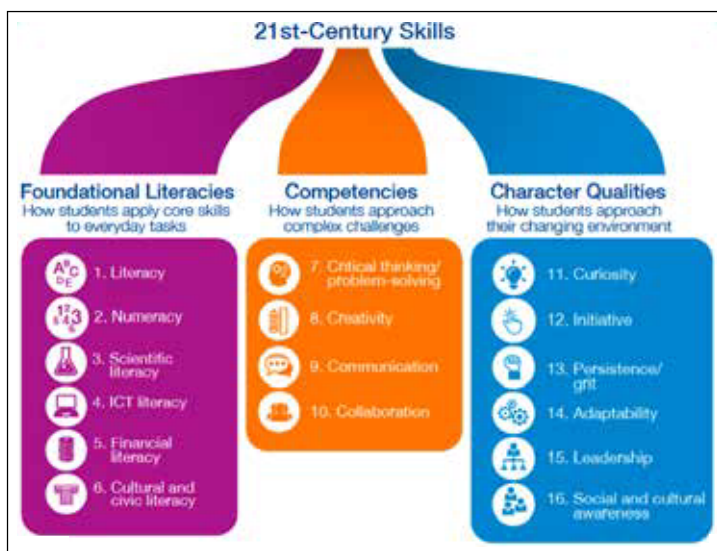 21st-Century Skills
Foundational Literacies
How students apply core skills
to everyday tasks
ABC
DE
1. Literacy
123
2. Numeracy
3. Scientific
literacy
4. ICT literacy
5. Financial
literacy
6. Cultural and
civic literacy
Competencies
How students approach
complex challenges
7. Critical thinking/
problem-solving
8. Creativity
9. Communication
10. Collaboration
Character Qualities
How students approach
their changing environment
11. Curiosity
12. Initiative
13. Persistence/
grit
14. Adaptability
15. Leadership
16. Social and cultural
awareness